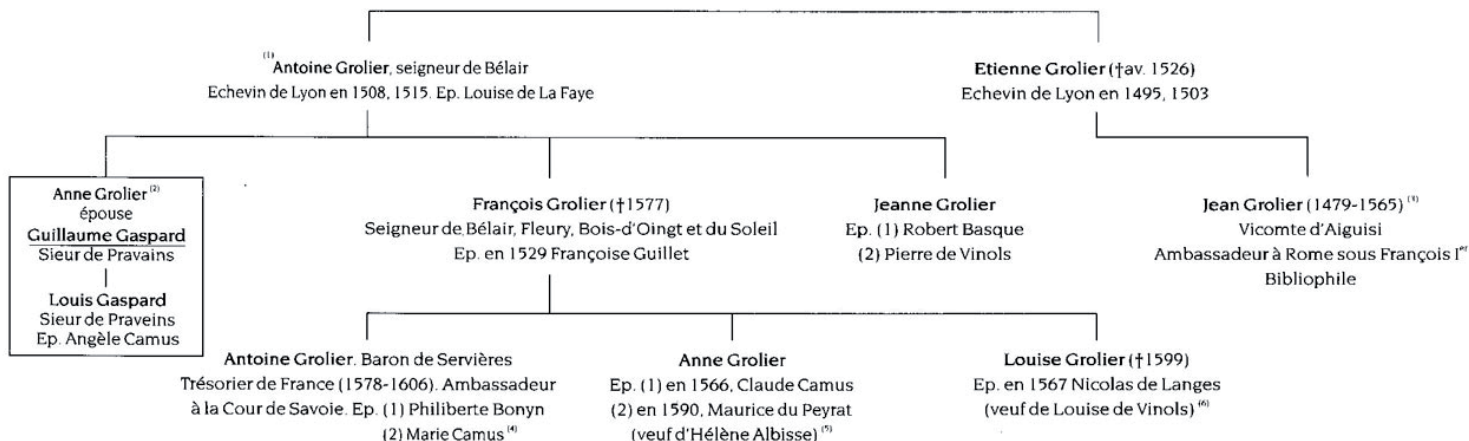 (1) Antoine Grolier, seigneur de Bélair
Echevin de Lyon en 1508, 1515. Ep. Louise de La Faye
Etienne Grolier (†av. 1526)
Echevin de Lyon en 1495, 1503
Anne Grolier (2)
épouse
Guillaume Gaspard
Sieur de Pravains
Louis Gaspard
Sieur de Praveins
Ep. Angèle Camus
François Grolier (†1577)
Seigneur de Bélair, Fleury, Bois-d'Oingt et du Soleil
Ep. en 1529 Françoise Guillet
Jeanne Grolier
Ep. (1) Robert Basque
(2) Pierre de Vinols
Jean Grolier (1479-1565)
Vicomte d'Aiguisi
Ambassadeur à Rome sous François Ier
Bibliophile
Antoine Grolier. Baron de Servières
Trésorier de France (1578-1606). Ambassadeur
à la Cour de Savoie. Ep. (1) Philiberte Bonyn
(2) Marie Camus (4)
Anne Grolier
Ep. (1) en 1566, Claude Camus
(2) en 1590, Maurice du Peyrat
(veuf d'Hélène Albisse) (5)
Louise Grolier (†1599)
Ep. en 1567 Nicolas de Langes
(veuf de Louise de Vinols) (6)